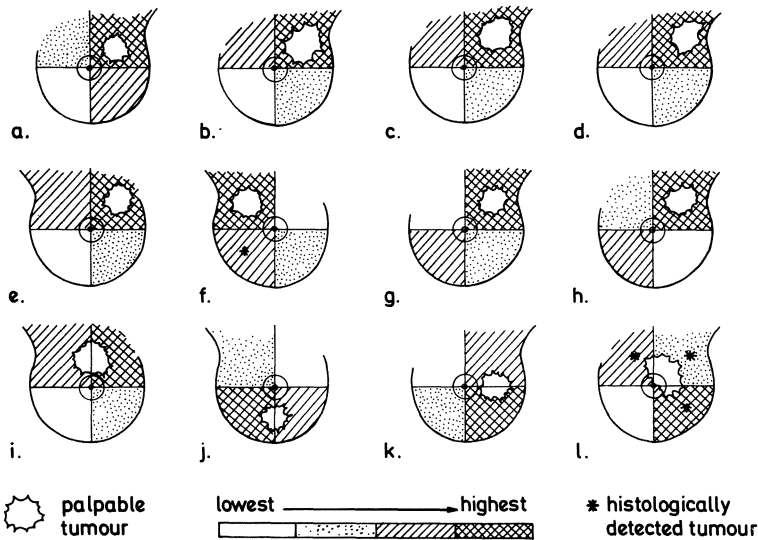 a. b. c. d.
e. f. g. h.
i. j. k. l.
palpable
tumour
lowest highest
* histologically
detected tumour